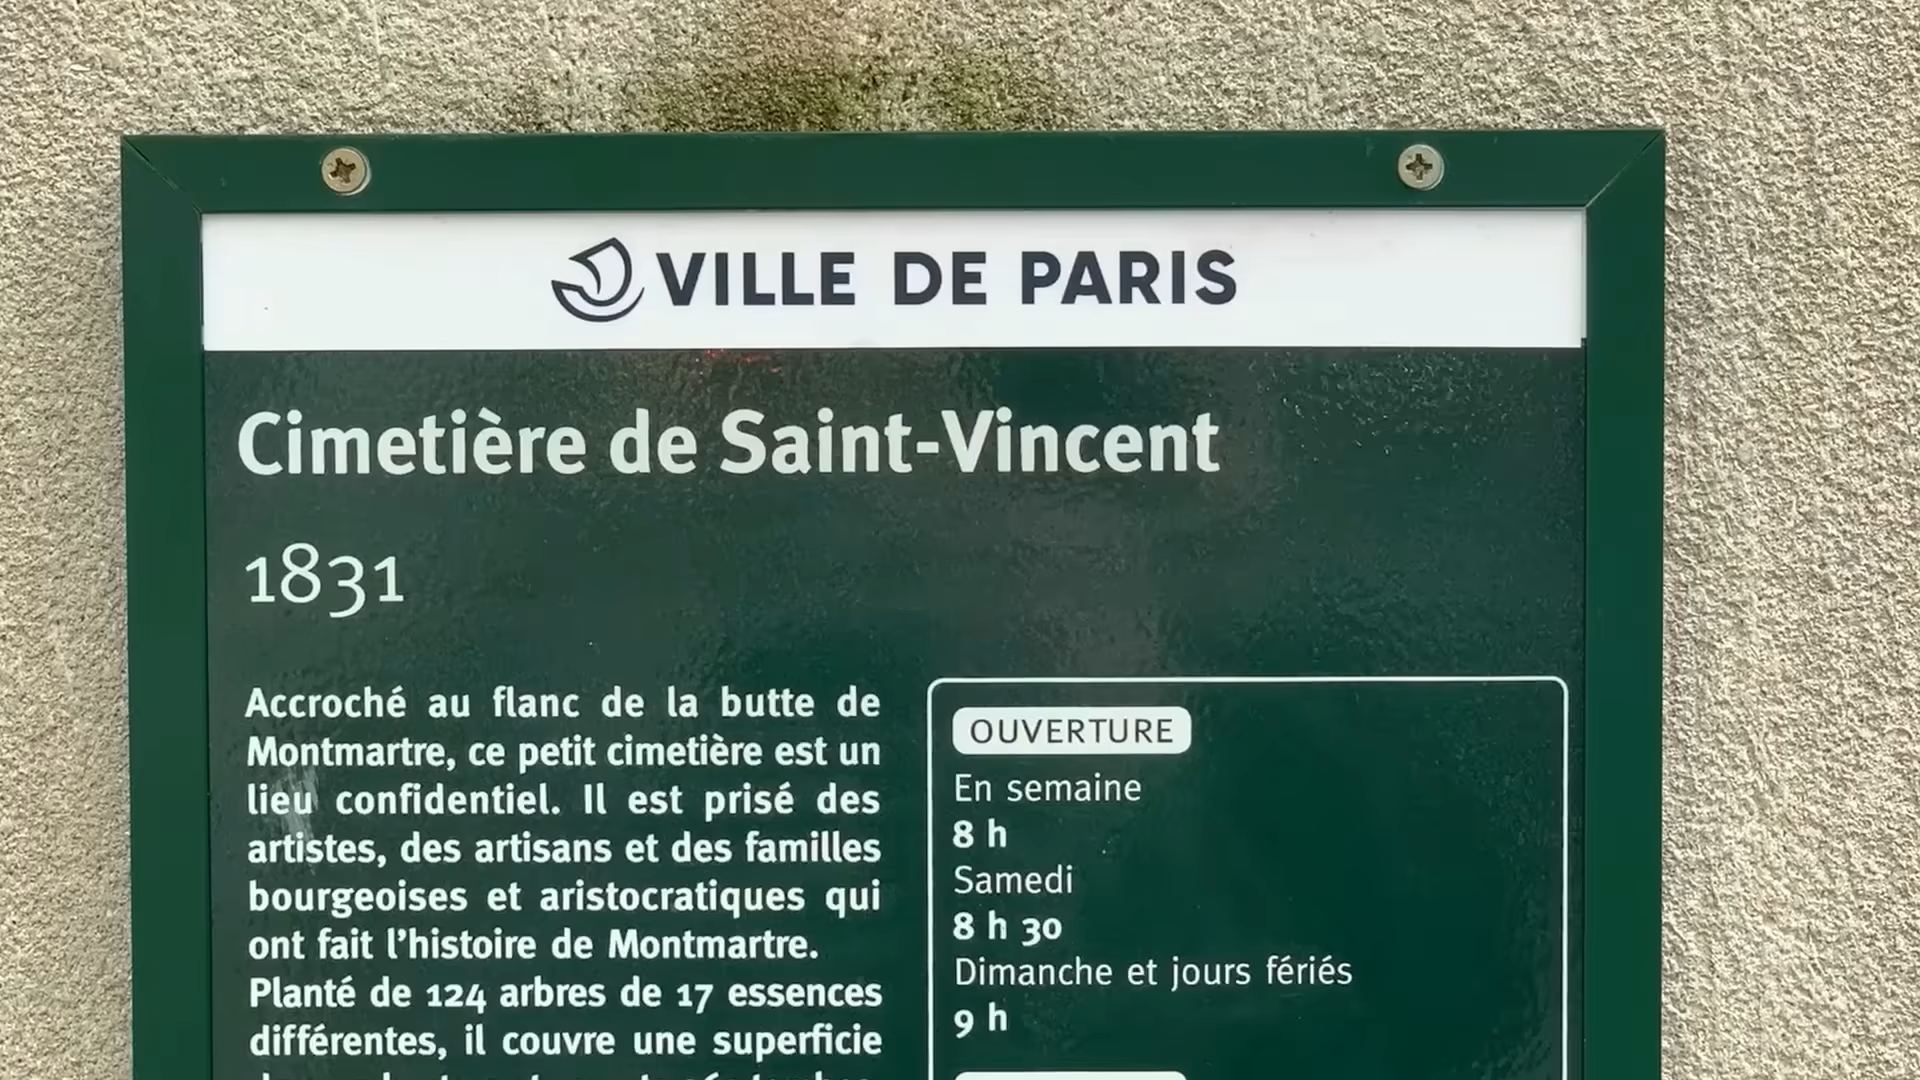 VILLE DE PARIS
Cimetière de Saint-Vincent
1831
Accroché au flanc de la butte de
Montmartre, ce petit cimetière est un
lieu confidentiel. Il est prisé des
artistes, des artisans et des familles
bourgeoises et aristocratiques qui
ont fait l’histoire de Montmartre.
Planté de 124 arbres de 17 essences
différentes, il couvre une superficie
OUVERTURE
En semaine
8 h
Samedi
8 h 30
Dimanche et jours fériés
9 h